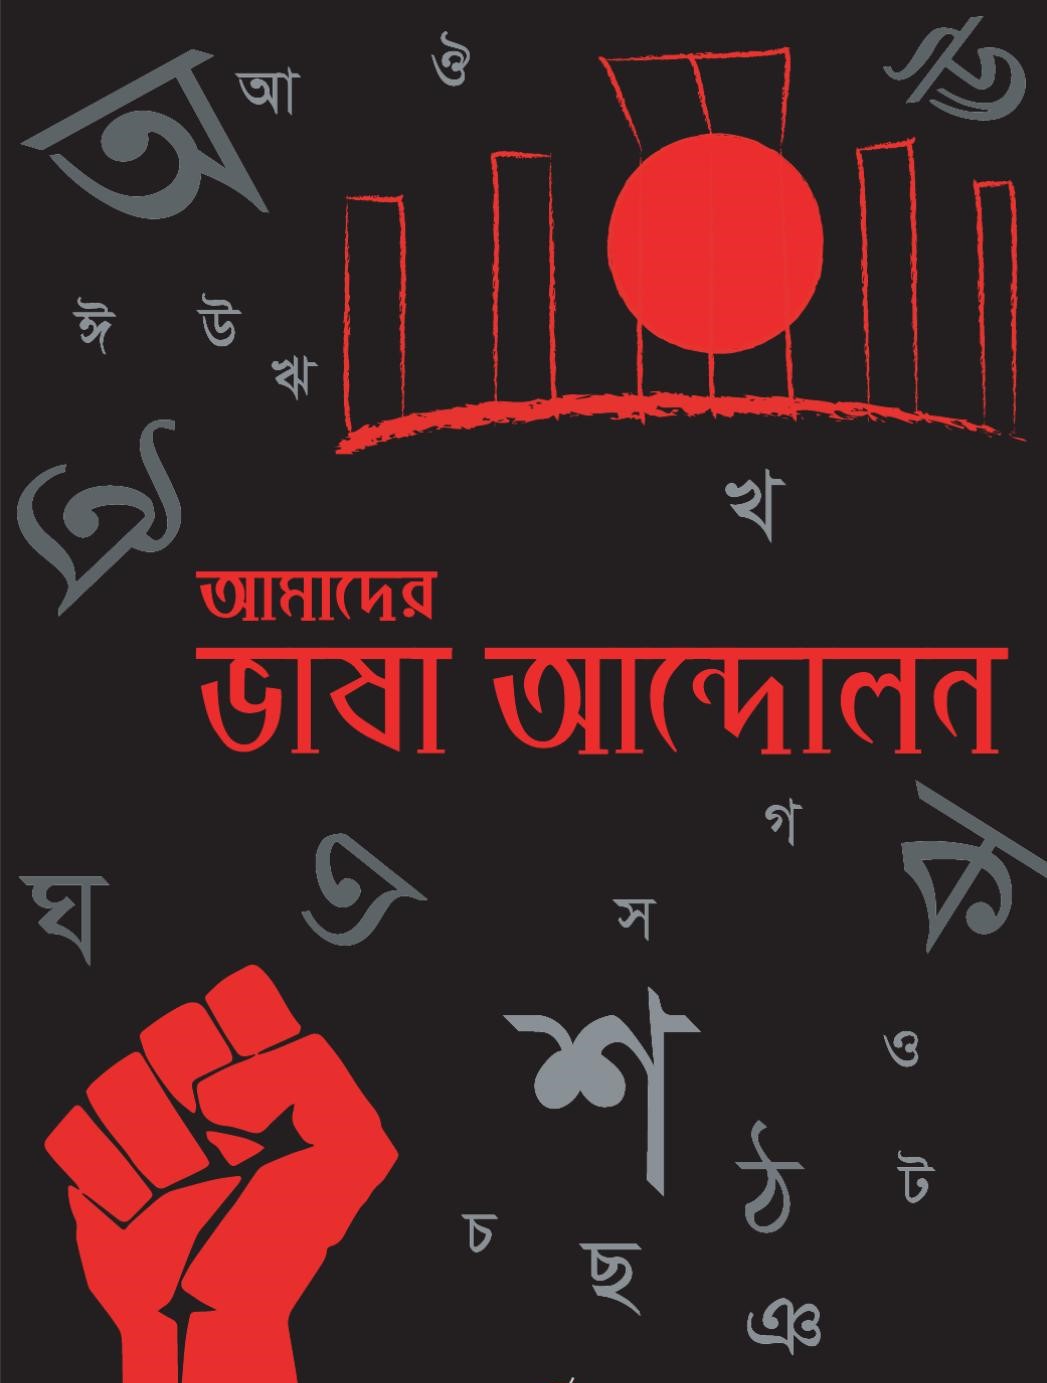 অ
আ
ঔ
ঙ
ঈ
উ
ঋ
ঐ
খ
আমাদের
ভাষা আন্দোলন
গ
ক
ঘ
ত
স
শ
ও
ঠ
ট
চ
ছ
ঞ